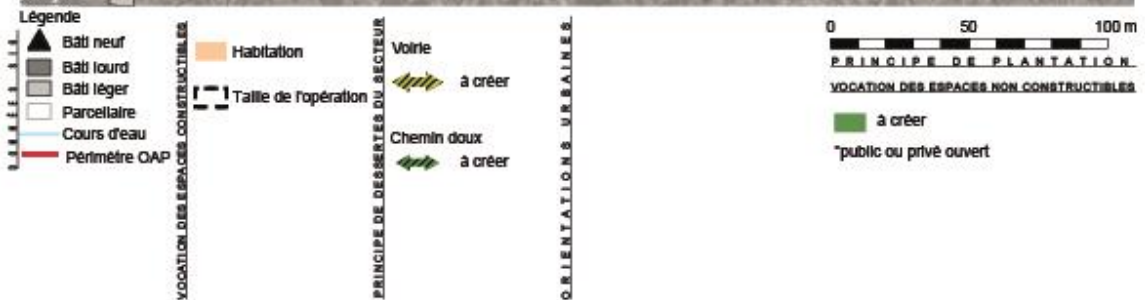 Légende
Bâti neuf
Bâti lourd
Bâti léger
Parcellaire
Cours d'eau
Périmètre OAP
VOCATION DES ESPACES CONSTRUCTIBLES
Habitation
Taille de l'opération
PRINCIPE DE DESSERTES DU SECTEUR
Voirie
à créer
Chemin doux
à créer
ORIENTATIONS URBAINES
0 50 100 m
PRINCIPE DE PLANTATION
VOCATION DES ESPACES NON CONSTRUCTIBLES
à créer
*public ou privé ouvert